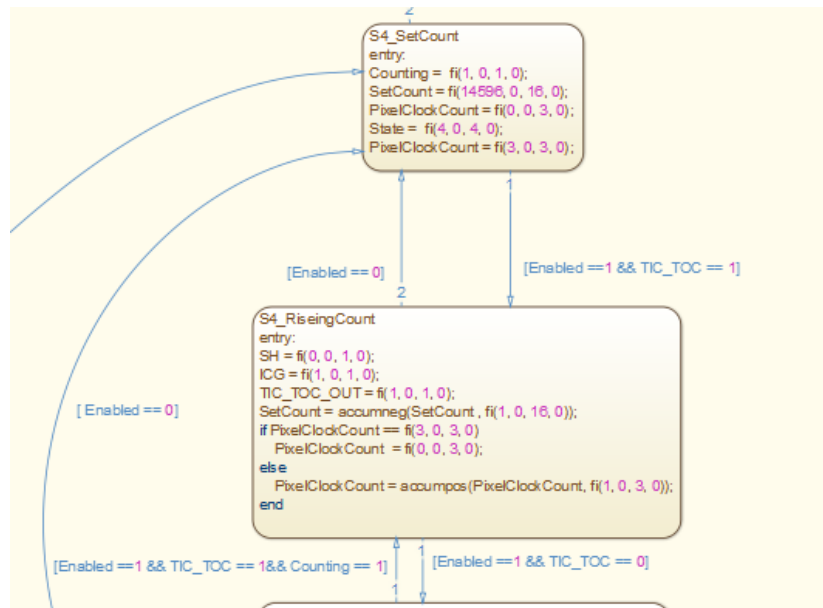 2
S4_SetCount
entry:
Counting = fi(1, 0, 1, 0);
SetCount = fi(14596, 0, 16, 0);
PixelClockCount = fi(0, 0, 3, 0);
State = fi(4, 0, 4, 0);
PixelClockCount = fi(3, 0, 3, 0);
1
[Enabled == 0]
[Enabled ==1 && TIC_TOC == 1]
2
S4_RiseingCount
entry:
SH = fi(0, 0, 1, 0);
ICG = fi(1, 0, 1, 0);
TIC_TOC_OUT = fi(1, 0, 1, 0);
SetCount = accumneg(SetCount , fi(1, 0, 16, 0));
if PixelClockCount == fi(3, 0, 3, 0)
PixelClockCount = fi(0, 0, 3, 0);
else
PixelClockCount = accumpos(PixelClockCount, fi(1, 0, 3, 0));
end
[ Enabled == 0]
[Enabled ==1 && TIC_TOC == 1&& Counting == 1]
1
[Enabled ==1 && TIC_TOC == 0]
1